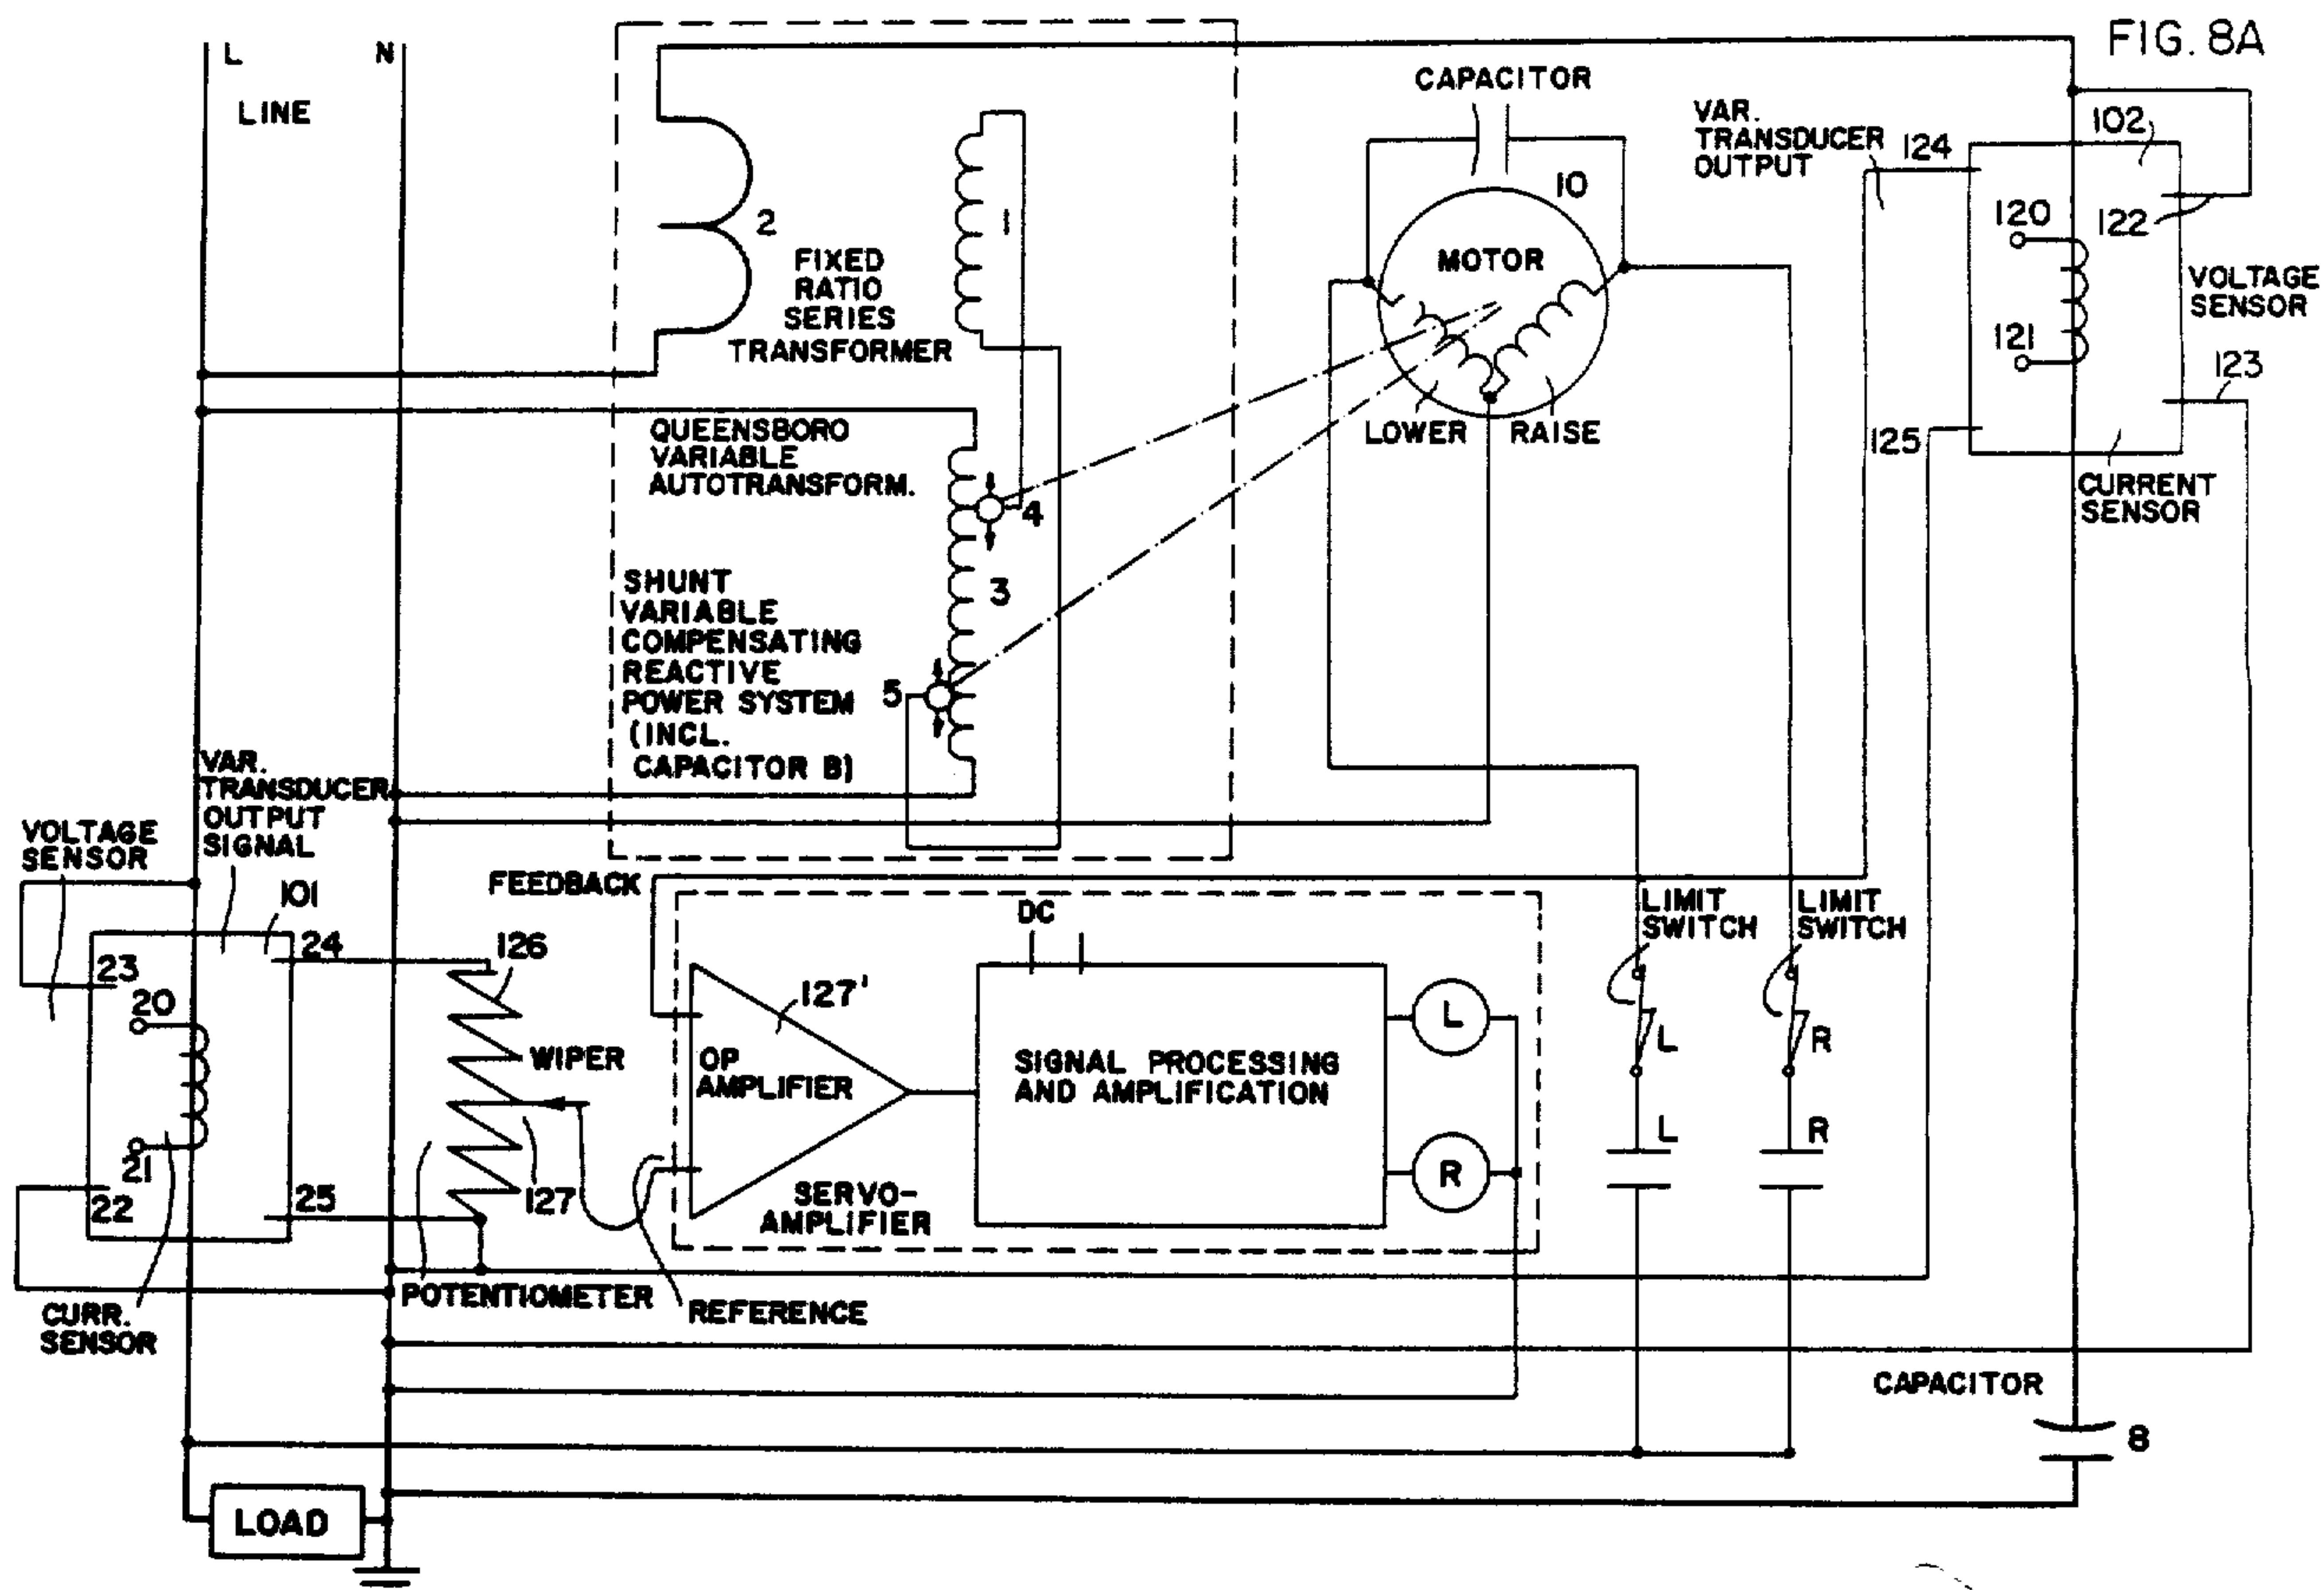 FIG. 8A
L
N
LINE
2
FIXED
RATIO
SERIES
TRANSFORMER
1
CAPACITOR
10
MOTOR
LOWER
RAISE
VAR.
TRANSDUCER
OUTPUT
124
102
120
122
121
VOLTAGE
SENSOR
123
125
CURRENT
SENSOR
QUEENSBORO
VARIABLE
AUTOTRANSFORM.
4
3
SHUNT
VARIABLE
COMPENSATING
REACTIVE
POWER SYSTEM
(INCL.
CAPACITOR B)
5
VAR.
TRANSDUCER
OUTPUT
SIGNAL
VOLTAGE
SENSOR
101
23
24
20
21
22
25
CURR.
SENSOR
126
WIPER
127
POTENTIOMETER
REFERENCE
FEEDBACK
127'
OP
AMPLIFIER
SERVO-
AMPLIFIER
DC
SIGNAL PROCESSING
AND AMPLIFICATION
L
R
LIMIT
SWITCH
LIMIT
SWITCH
L
R
L
R
CAPACITOR
8
LOAD